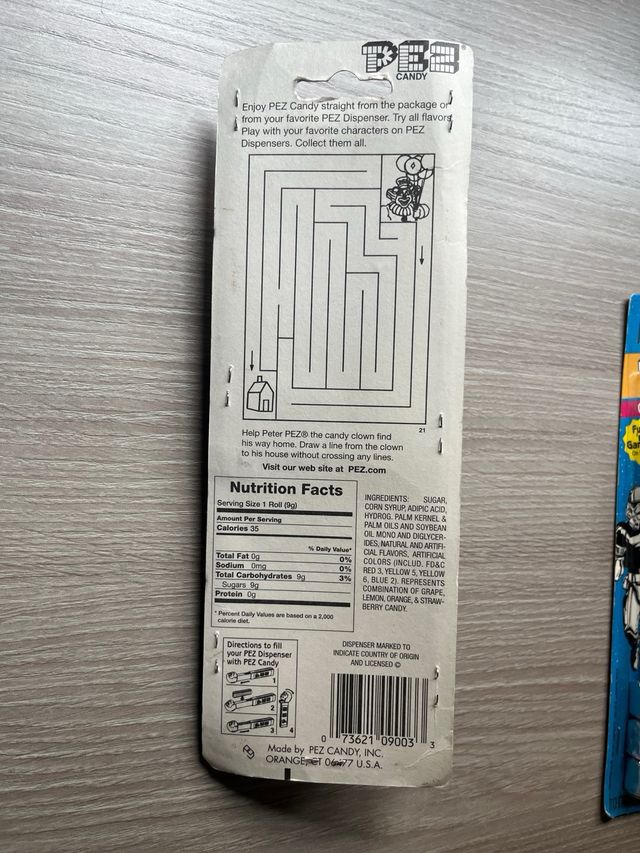 PEZ
CANDY
Enjoy PEZ Candy straight from the package or
from your favorite PEZ Dispenser. Try all flavors
Play with your favorite characters on PEZ
Dispensers. Collect them all.
21
Help Peter PEZ® the candy clown find
his way home. Draw a line from the clown
to his house without crossing any lines.
Visit our web site at PEZ.com
Nutrition Facts
Serving Size 1 Roll (9g)
Amount Per Serving
Calories 35
% Daily Value*
Total Fat 0g 0%
Sodium 0mg 0%
Total Carbohydrates 9g 3%
Sugars 9g
Protein 0g
* Percent Daily Values are based on a 2,000
calorie diet.
INGREDIENTS: SUGAR,
CORN SYRUP, ADIPIC ACID,
HYDROG. PALM KERNEL &
PALM OILS AND SOYBEAN
OIL MONO AND DIGLYCER-
IDES, NATURAL AND ARTIFI-
CIAL FLAVORS, ARTIFICIAL
COLORS (INCLUD. FD&C
RED 3, YELLOW 5, YELLOW
6, BLUE 2). REPRESENTS
COMBINATION OF GRAPE,
LEMON, ORANGE, & STRAW-
BERRY CANDY.
Directions to fill
your PEZ Dispenser
with PEZ Candy
1
2
3
4
DISPENSER MARKED TO
INDICATE COUNTRY OF ORIGIN
AND LICENSED ©
0 73621 09003 3
Made by PEZ CANDY, INC.
ORANGE, CT 06477 U.S.A.